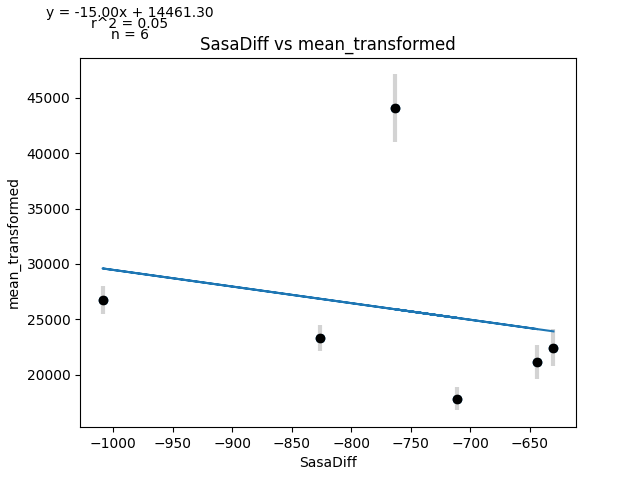 y = -15.00x + 14461.30
r^2 = 0.05
n = 6
SasaDiff vs mean_transformed
45000
40000
35000
30000
25000
20000
mean_transformed
−1000 −950 −900 −850 −800 −750 −700 −650
SasaDiff